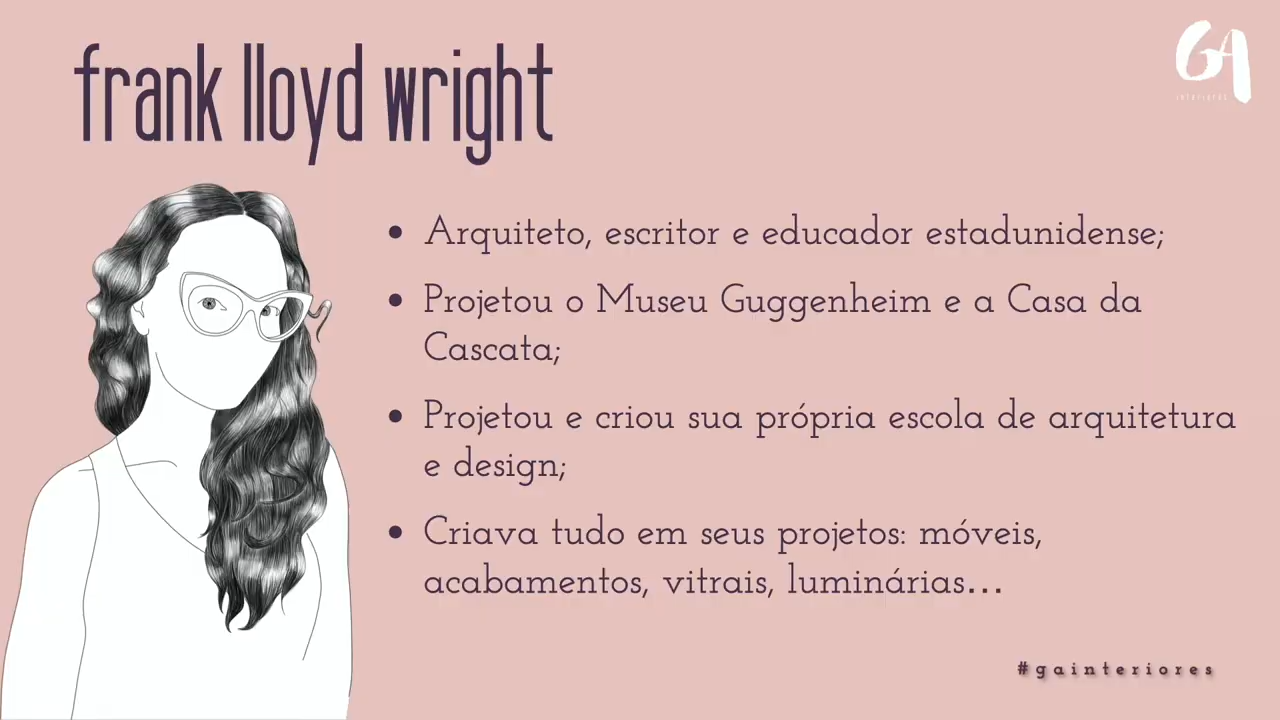 frank lloyd wright
GA
interiores
• Arquiteto, escritor e educador estadunidense;
• Projetou o Museu Guggenheim e a Casa da
Cascata;
• Projetou e criou sua própria escola de arquitetura
e design;
• Criava tudo em seus projetos: móveis,
acabamentos, vitrais, luminárias...
#gainteriores